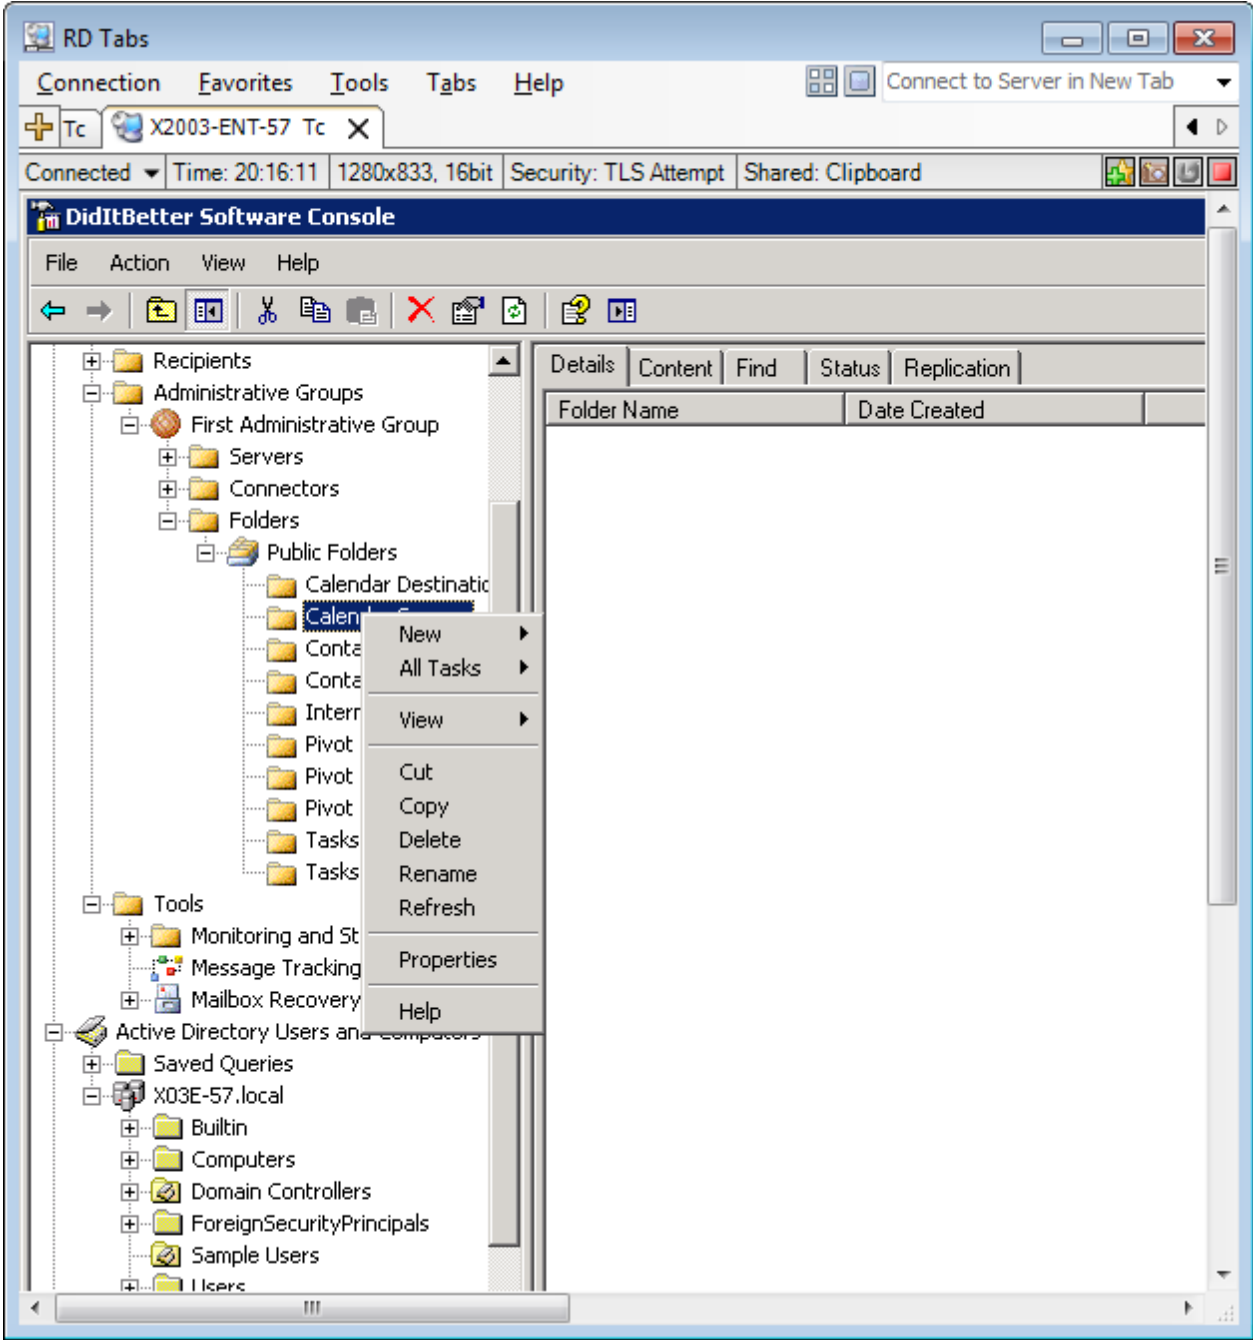 RD Tabs
Connection Favorites Tools Tabs Help Connect to Server in New Tab
Tc X2003-ENT-57 Tc
Connected Time: 20:16:11 1280x833, 16bit Security: TLS Attempt Shared: Clipboard
DidItBetter Software Console
File Action View Help
Recipients
Administrative Groups
First Administrative Group
Servers
Connectors
Folders
Public Folders
Calendar Destinatio
Calen
Conta
Conta
Intern
Pivot
Pivot
Pivot
Tasks
Tasks
Tools
Monitoring and St
Message Tracking
Mailbox Recovery
Active Directory Users and Computers
Saved Queries
X03E-57.local
Builtin
Computers
Domain Controllers
ForeignSecurityPrincipals
Sample Users
Users
Details Content Find Status Replication
Folder Name Date Created
New
All Tasks
View
Cut
Copy
Delete
Rename
Refresh
Properties
Help